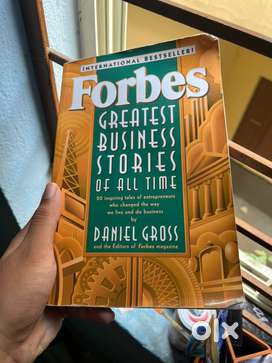 INTERNATIONAL BESTSELLER!
Forbes
GREATEST
BUSINESS
STORIES
OF ALL TIME
20 inspiring tales of entrepreneurs
who changed the way
we live and do business
by
DANIEL GROSS
and the Editors of Forbes magazine
olx